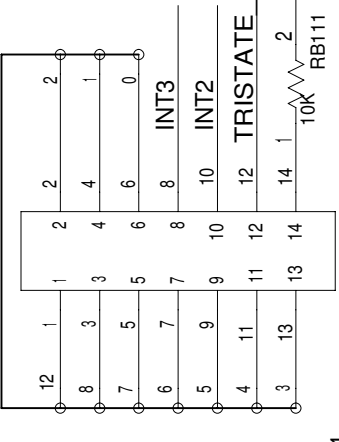 12 1 1 2 2 2
8 3 3 4 4 1
7 5 5 6 6 0
6 7 7 8 8 INT3
5 9 9 10 10 INT2
4 11 11 12 12 TRISTATE
3 13 13 14 14 1 2
10K
RB111